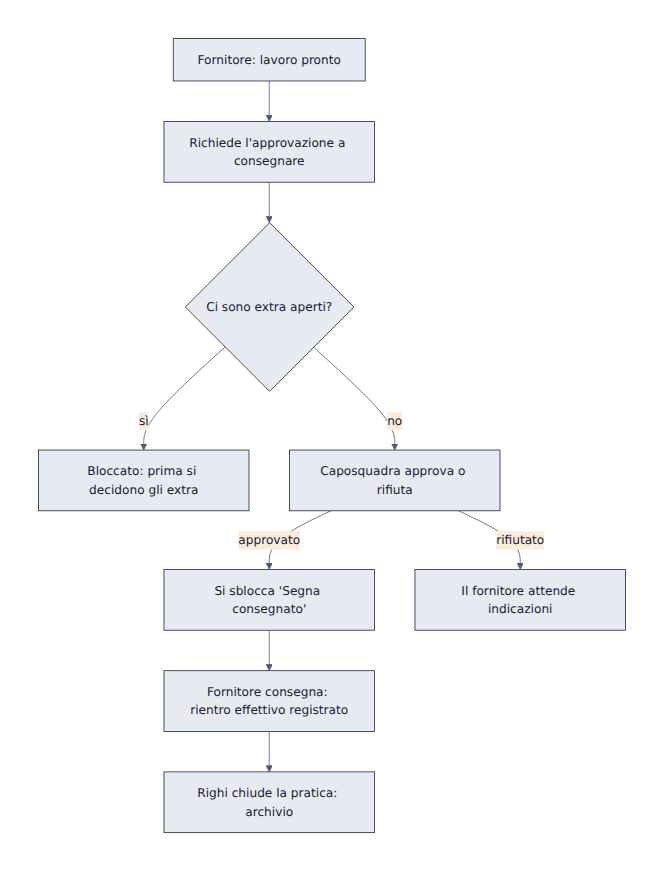 Fornitore: lavoro pronto
Richiede l'approvazione a
consegnare
Ci sono extra aperti?
sì
no
Bloccato: prima si
decidono gli extra
Caposquadra approva o
rifiuta
approvato
rifiutato
Si sblocca 'Segna
consegnato'
Il fornitore attende
indicazioni
Fornitore consegna:
rientro effettivo registrato
Righi chiude la pratica:
archivio